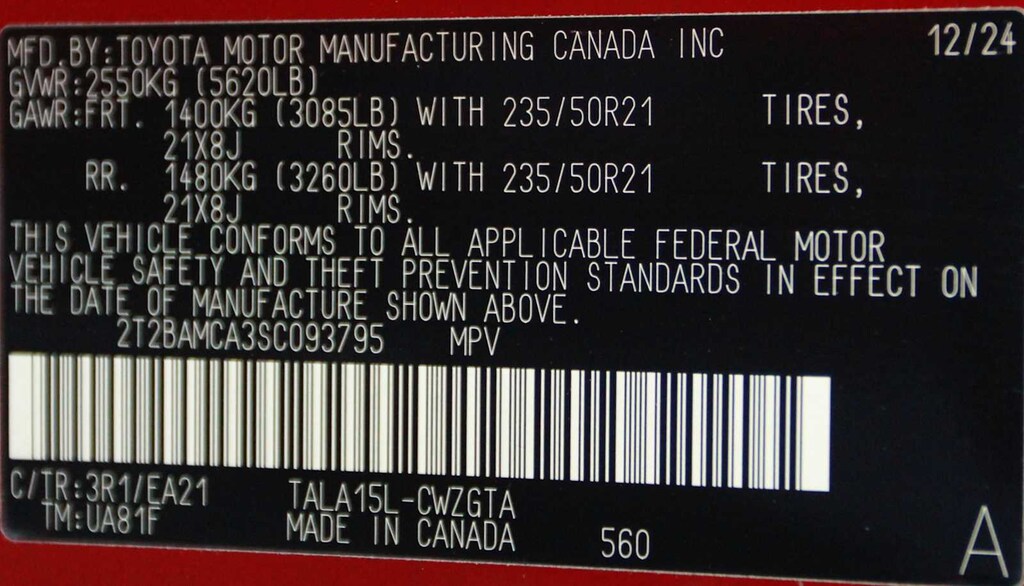 MFD.BY:TOYOTA MOTOR MANUFACTURING CANADA INC 12/24
GVWR:2550KG (5620LB)
GAWR:FRT. 1400KG (3085LB) WITH 235/50R21 TIRES,
21X8J RIMS.
RR. 1480KG (3260LB) WITH 235/50R21 TIRES,
21X8J RIMS.
THIS VEHICLE CONFORMS TO ALL APPLICABLE FEDERAL MOTOR
VEHICLE SAFETY AND THEFT PREVENTION STANDARDS IN EFFECT ON
THE DATE OF MANUFACTURE SHOWN ABOVE.
2T2BAMCA3SC093795 MPV
C/TR:3R1/EA21 TALA15L-CWZGTA
TM:UA81F MADE IN CANADA 560 A